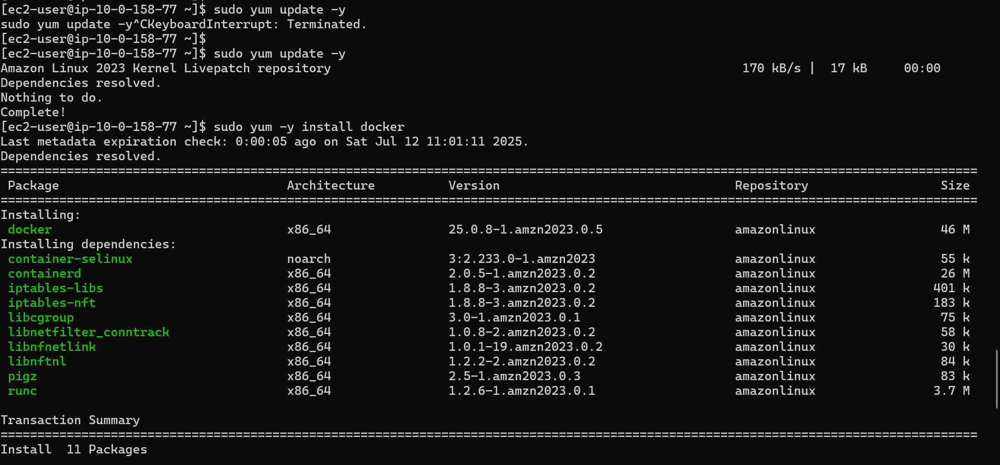 [ec2-user@ip-10-0-158-77 ~]$ sudo yum update -y
sudo yum update -y^CKeyboardInterrupt: Terminated.
[ec2-user@ip-10-0-158-77 ~]$
[ec2-user@ip-10-0-158-77 ~]$ sudo yum update -y
Amazon Linux 2023 Kernel Livepatch repository 170 kB/s | 17 kB 00:00
Dependencies resolved.
Nothing to do.
Complete!
[ec2-user@ip-10-0-158-77 ~]$ sudo yum -y install docker
Last metadata expiration check: 0:00:05 ago on Sat Jul 12 11:01:11 2025.
Dependencies resolved.
=====================================================================================================================================
Package Architecture Version Repository Size
=====================================================================================================================================
Installing:
docker x86_64 25.0.8-1.amzn2023.0.5 amazonlinux 46 M
Installing dependencies:
container-selinux noarch 3:2.233.0-1.amzn2023 amazonlinux 55 k
containerd x86_64 2.0.5-1.amzn2023.0.2 amazonlinux 26 M
iptables-libs x86_64 1.8.8-3.amzn2023.0.2 amazonlinux 401 k
iptables-nft x86_64 1.8.8-3.amzn2023.0.2 amazonlinux 183 k
libcgroup x86_64 3.0-1.amzn2023.0.1 amazonlinux 75 k
libnetfilter_conntrack x86_64 1.0.8-2.amzn2023.0.2 amazonlinux 58 k
libnfnetlink x86_64 1.0.1-19.amzn2023.0.2 amazonlinux 30 k
libnftnl x86_64 1.2.2-2.amzn2023.0.2 amazonlinux 84 k
pigz x86_64 2.5-1.amzn2023.0.3 amazonlinux 83 k
runc x86_64 1.2.6-1.amzn2023.0.1 amazonlinux 3.7 M
Transaction Summary
=====================================================================================================================================
Install 11 Packages